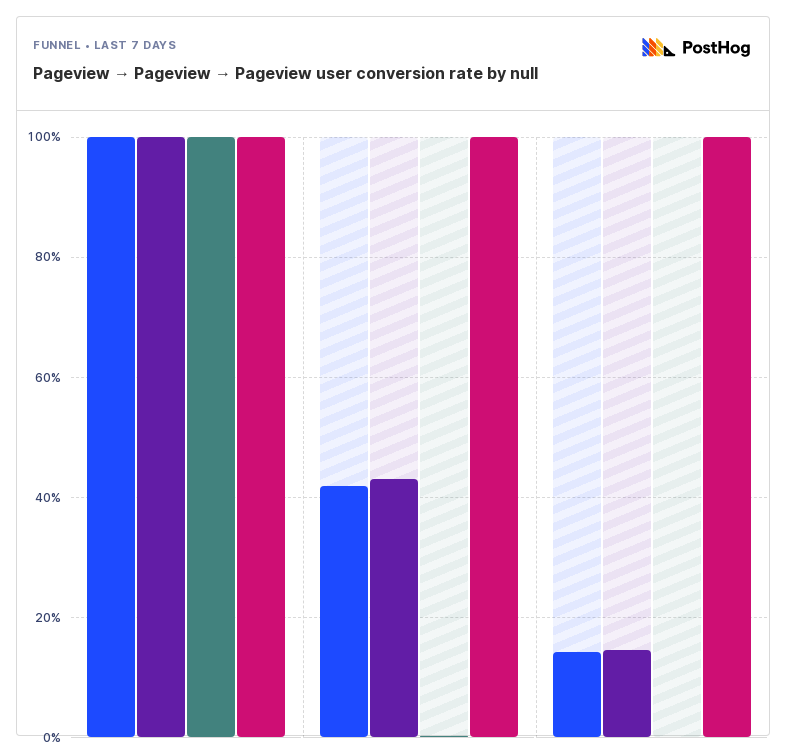 FUNNEL • LAST 7 DAYS
PostHog
Pageview → Pageview → Pageview user conversion rate by null
100%
80%
60%
40%
20%
0%